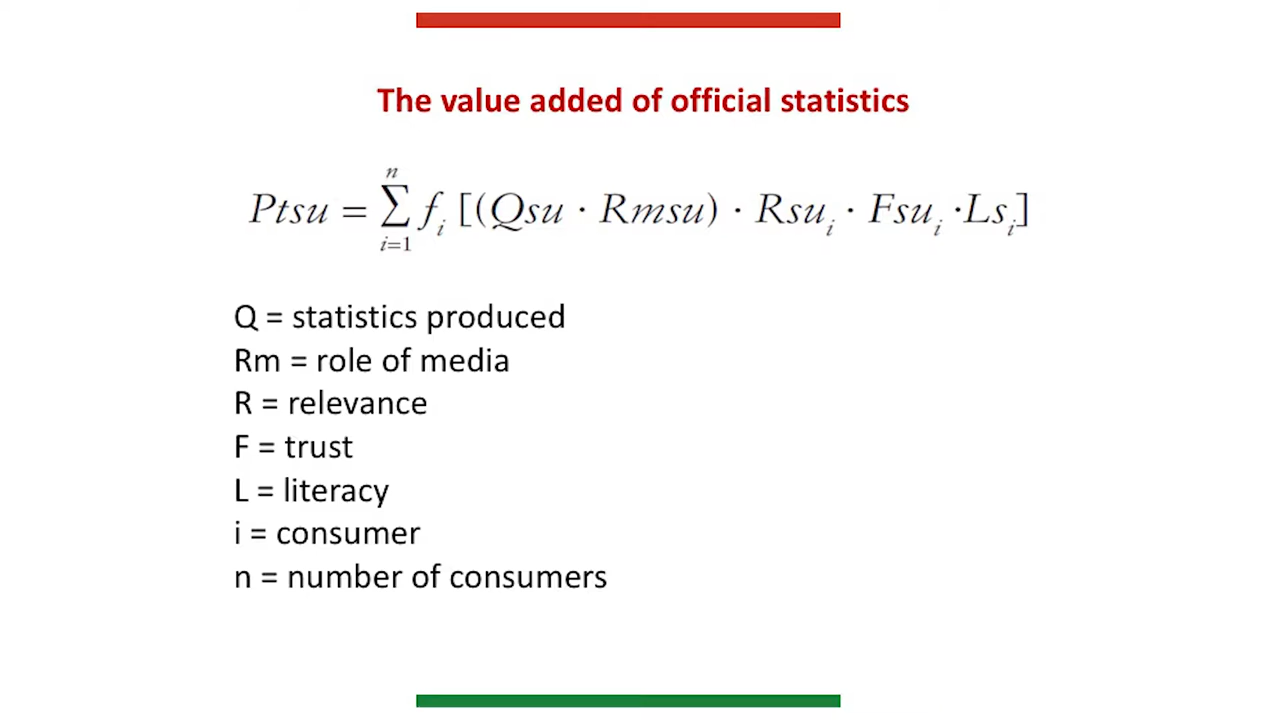 The value added of official statistics
Ptsu = \sum_{i=1}^{n} f_i [(Qsu · Rmsu) · Rsu_i · Fsu_i · Ls_i]
Q = statistics produced
Rm = role of media
R = relevance
F = trust
L = literacy
i = consumer
n = number of consumers